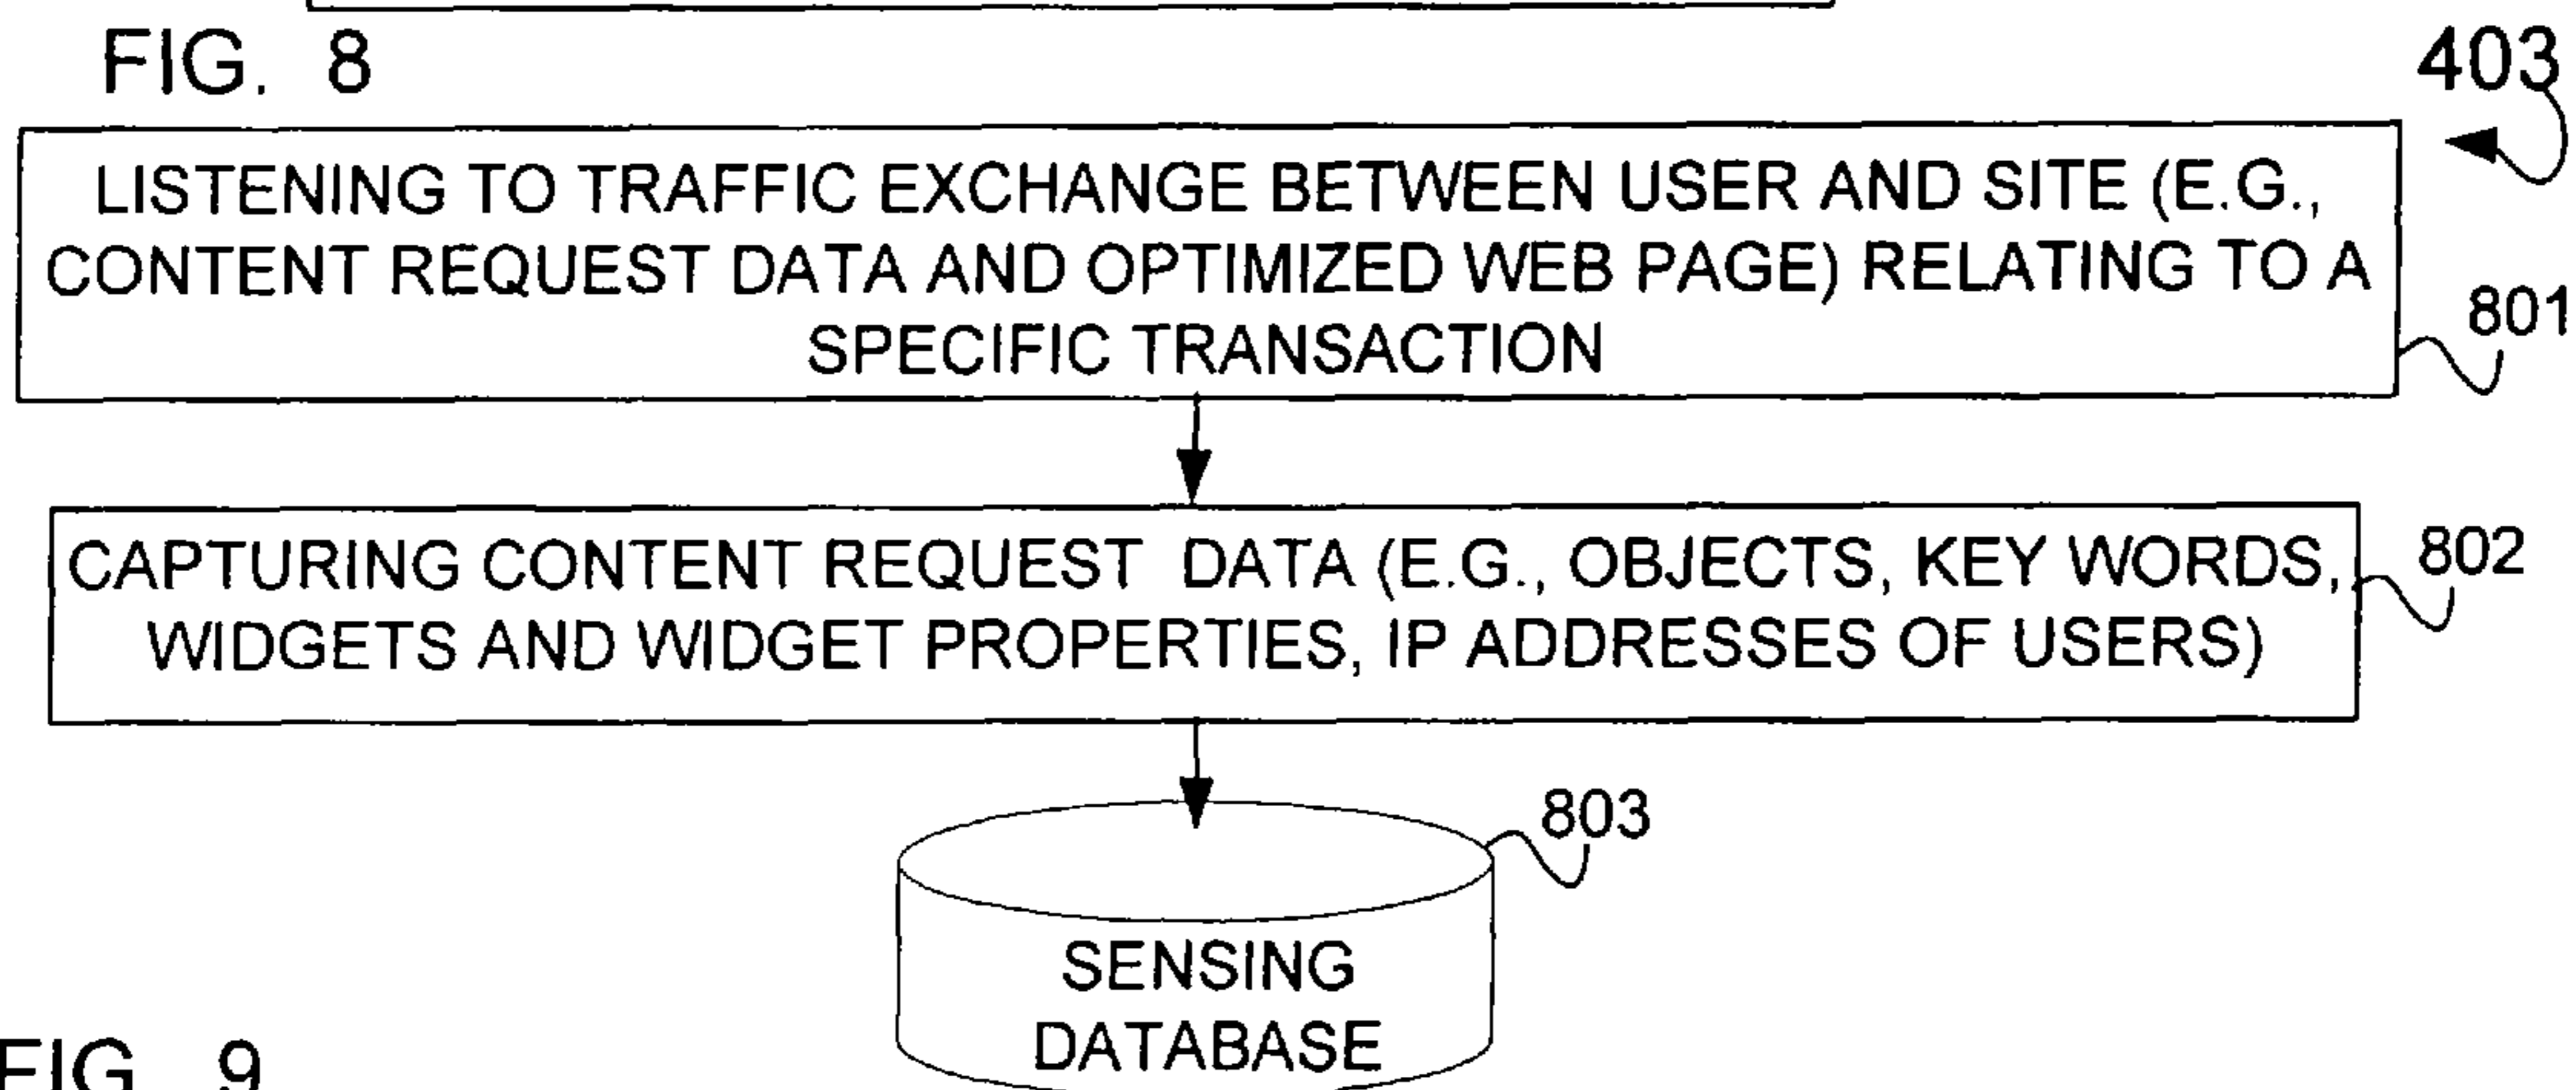 FIG. 8
403
LISTENING TO TRAFFIC EXCHANGE BETWEEN USER AND SITE (E.G.,
CONTENT REQUEST DATA AND OPTIMIZED WEB PAGE) RELATING TO A
SPECIFIC TRANSACTION
801
CAPTURING CONTENT REQUEST DATA (E.G., OBJECTS, KEY WORDS,
WIDGETS AND WIDGET PROPERTIES, IP ADDRESSES OF USERS)
802
803
SENSING
DATABASE
FIG. 9